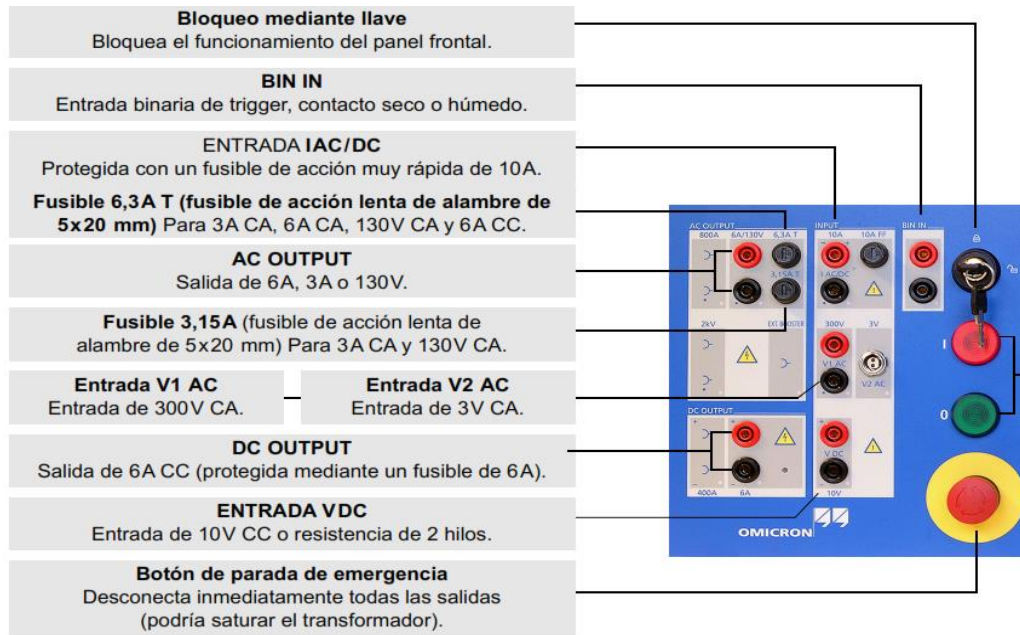 Bloqueo mediante llave
Bloquea el funcionamiento del panel frontal.
BIN IN
Entrada binaria de trigger, contacto seco o húmedo.
ENTRADA IAC/DC
Protegida con un fusible de acción muy rápida de 10A.
Fusible 6,3A T (fusible de acción lenta de alambre de
5x20 mm) Para 3A CA, 6A CA, 130V CA y 6A CC.
AC OUTPUT
Salida de 6A, 3A o 130V.
Fusible 3,15A (fusible de acción lenta de
alambre de 5x20 mm) Para 3A CA y 130V CA.
Entrada V1 AC
Entrada de 300V CA.
Entrada V2 AC
Entrada de 3V CA.
DC OUTPUT
Salida de 6A CC (protegida mediante un fusible de 6A).
ENTRADA VDC
Entrada de 10V CC o resistencia de 2 hilos.
Botón de parada de emergencia
Desconecta inmediatamente todas las salidas
(podría saturar el transformador).
AC OUTPUT
800A 6A/130V 6,3A T
3,15A T
2kV EXT. BOOSTER
INPUT
10A 10A FF
I AC/DC
300V 3V
V1 AC
V2 AC
V DC
10V
BIN IN
DC OUTPUT
400A 6A
I
0
OMICRON